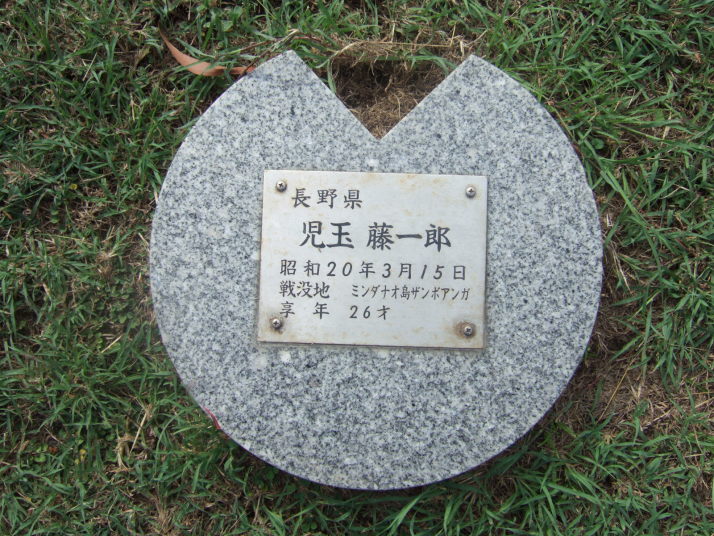 長野県
児玉 藤一郎
昭和20年3月15日
戦没地 ミンダナオ島ザンボアンガ
享年 26才